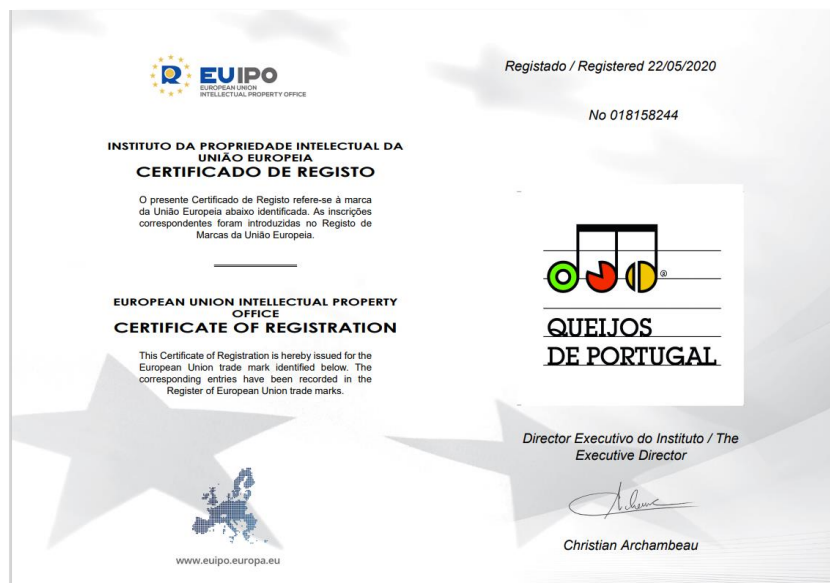 EUIPO
EUROPEAN UNION
INTELLECTUAL PROPERTY OFFICE
INSTITUTO DA PROPRIEDADE INTELECTUAL DA
UNIÃO EUROPEIA
CERTIFICADO DE REGISTO
O presente Certificado de Registo refere-se à marca
da União Europeia abaixo identificada. As inscrições
correspondentes foram introduzidas no Registo de
Marcas da União Europeia.
EUROPEAN UNION INTELLECTUAL PROPERTY
OFFICE
CERTIFICATE OF REGISTRATION
This Certificate of Registration is hereby issued for the
European Union trade mark identified below. The
corresponding entries have been recorded in the
Register of European Union trade marks.
www.euipo.europa.eu
Registado / Registered 22/05/2020
No 018158244
®
QUEIJOS
DE PORTUGAL
Director Executivo do Instituto / The
Executive Director
Christian Archambeau